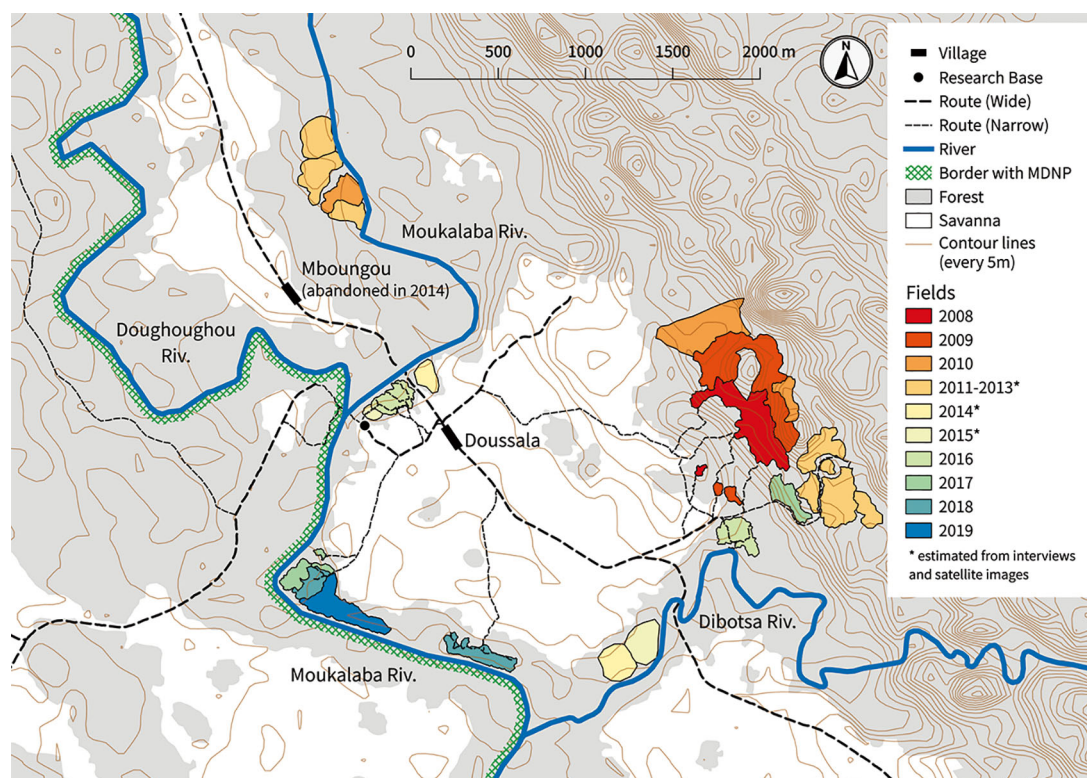 0 500 1000 1500 2000 m
N
Moukalaba Riv.
Mboungou
(abandoned in 2014)
Doughoughou
Riv.
Doussala
Dibotsa Riv.
Moukalaba Riv.
Village
Research Base
Route (Wide)
Route (Narrow)
River
Border with MDNP
Forest
Savanna
Contour lines
(every 5m)
Fields
2008
2009
2010
2011-2013*
2014*
2015*
2016
2017
2018
2019
* estimated from interviews
and satellite images